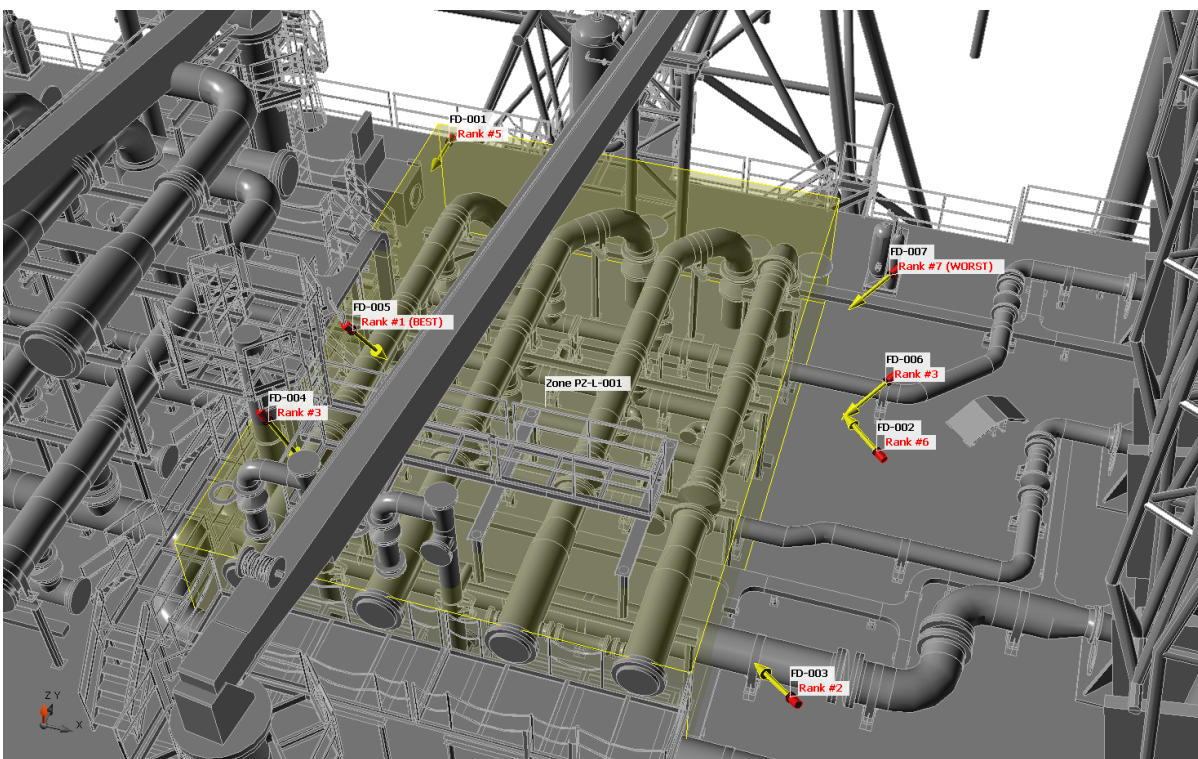 FD-001
Rank #5
FD-007
Rank #7 (WORST)
FD-005
Rank #1 (BEST)
FD-006
Rank #3
Zone PZ-L-001
FD-004
Rank #3
FD-002
Rank #6
FD-003
Rank #2
Z Y
X